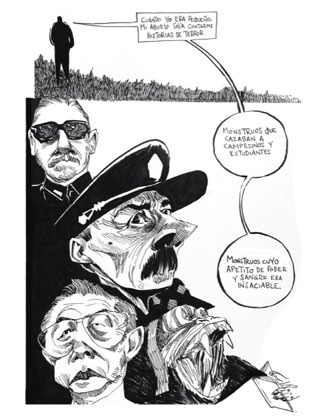 CUANDO YO ERA PEQUEÑO,
MI ABUELO SOLÍA CONTARME
HISTORIAS DE TERROR
MONSTRUOS QUE
CAZABAN A
CAMPESINOS Y
ESTUDIANTES
MONSTRUOS CUYO
APETITO DE PODER
Y SANGRE ERA
INSACIABLE.